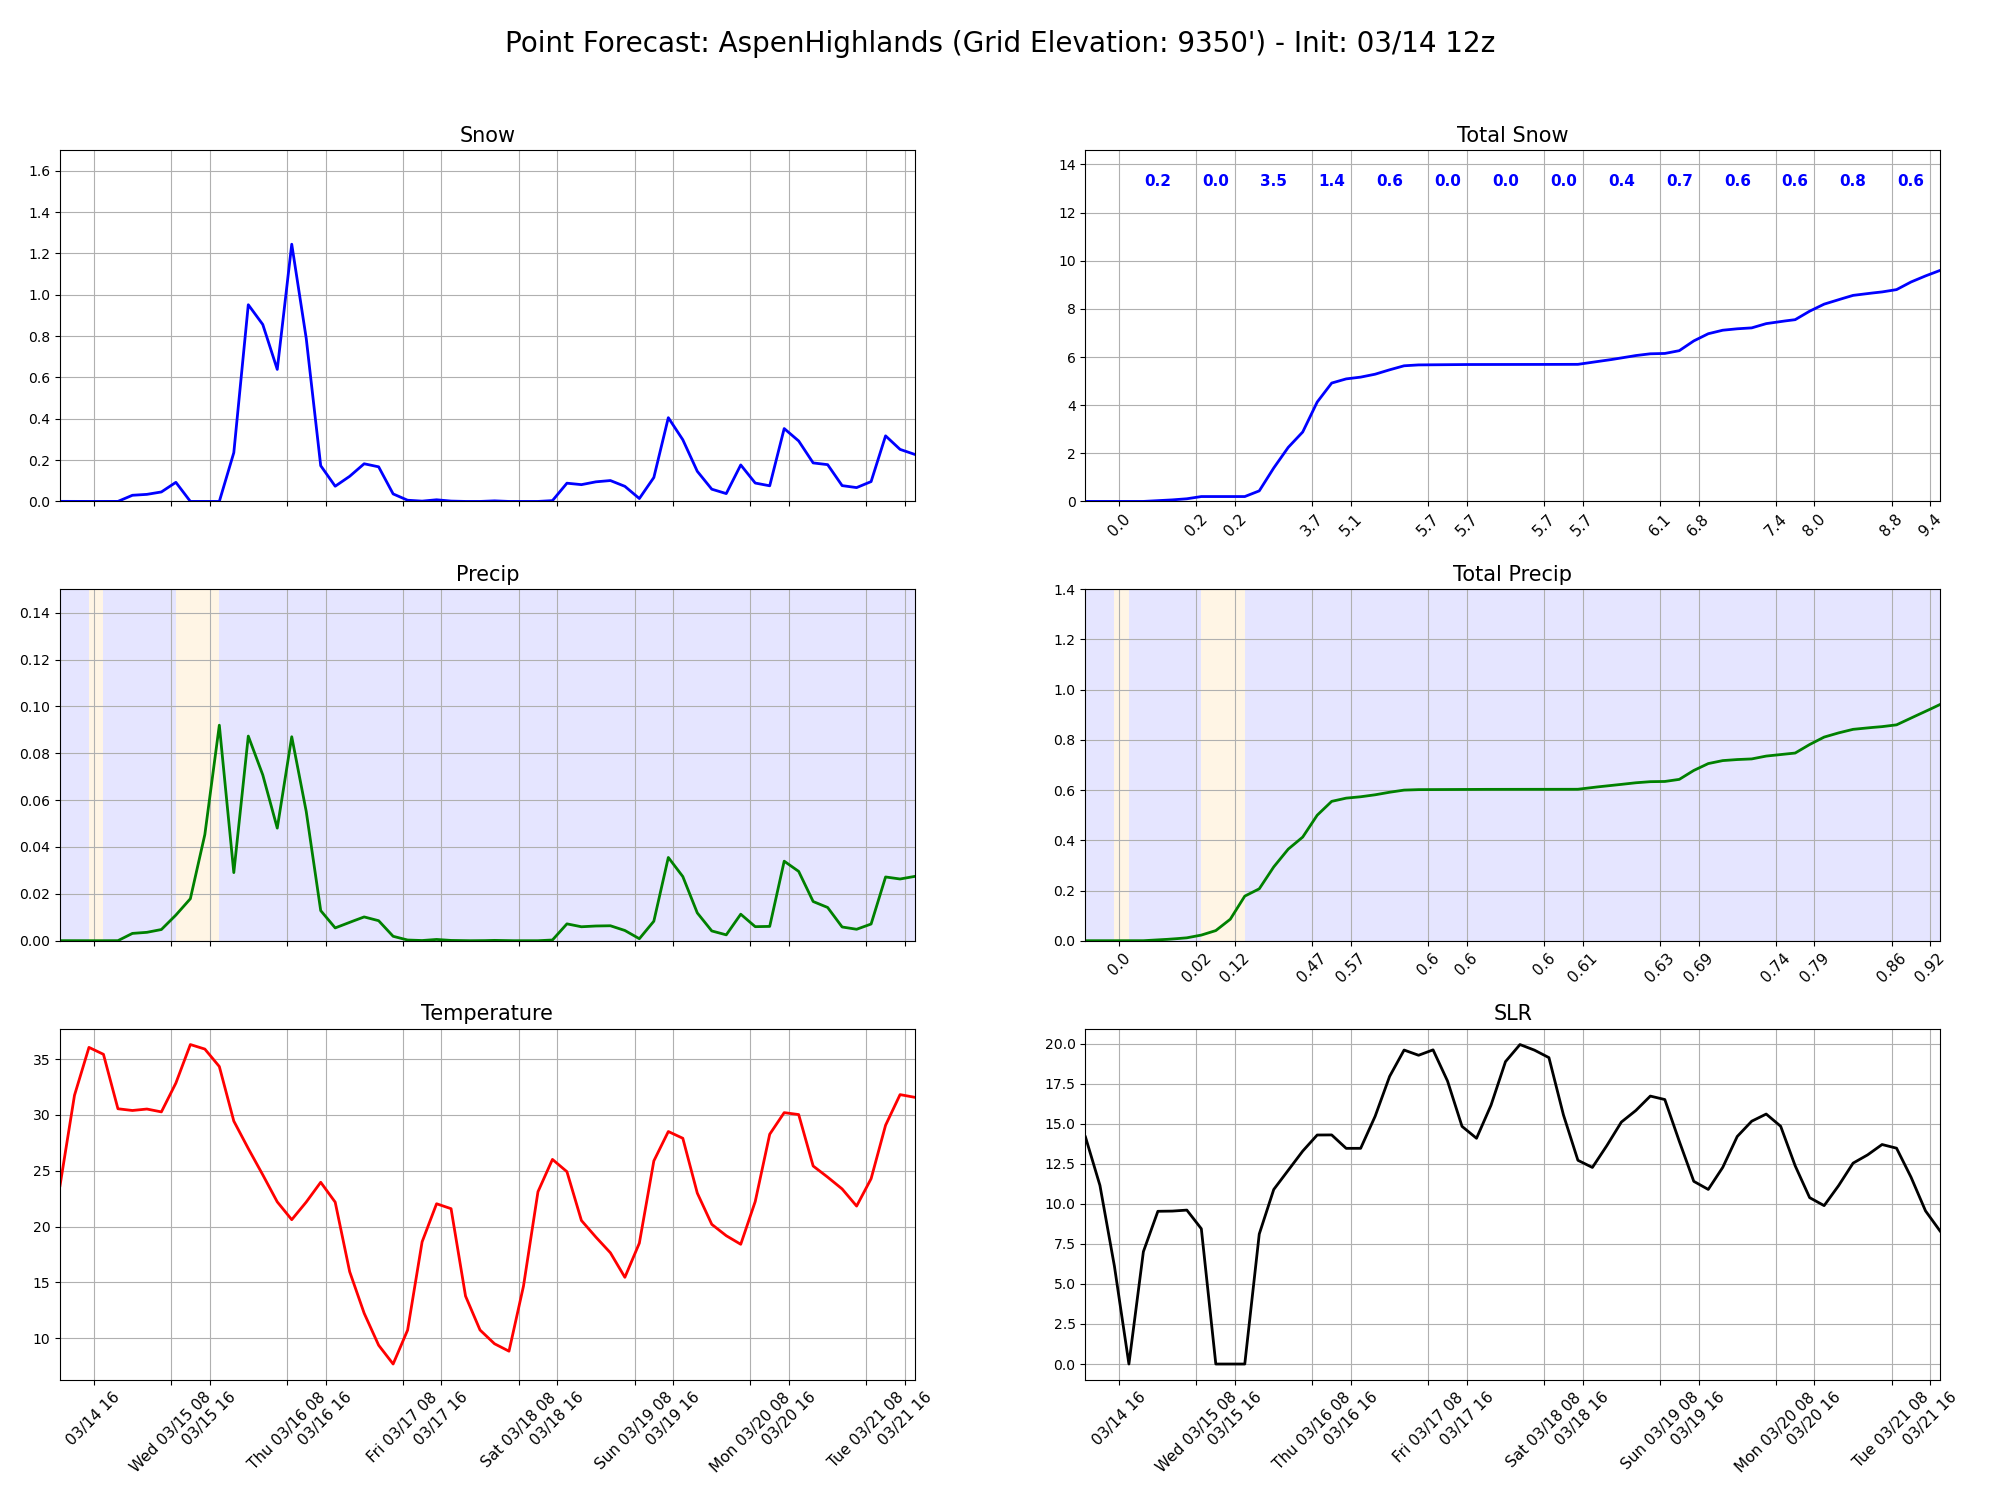 Point Forecast: AspenHighlands (Grid Elevation: 9350') - Init: 03/14 12z
Snow
1.6
1.4
1.2
1.0
0.8
0.6
0.4
0.2
0.0
Total Snow
14
12
10
8
6
4
2
0
0.2 0.0 3.5 1.4 0.6 0.0 0.0 0.0 0.4 0.7 0.6 0.6 0.8 0.6
0.0 0.2 0.2 3.7 5.1 5.7 5.7 5.7 5.7 6.1 6.8 7.4 8.0 8.8 9.4
Precip
0.14
0.12
0.10
0.08
0.06
0.04
0.02
0.00
Total Precip
1.4
1.2
1.0
0.8
0.6
0.4
0.2
0.0
0.0 0.02 0.12 0.47 0.57 0.6 0.6 0.6 0.61 0.63 0.69 0.74 0.79 0.86 0.92
Temperature
35
30
25
20
15
10
03/14 16
Wed 03/15 08
03/15 16
Thu 03/16 08
03/16 16
Fri 03/17 08
03/17 16
Sat 03/18 08
03/18 16
Sun 03/19 08
03/19 16
Mon 03/20 08
03/20 16
Tue 03/21 08
03/21 16
SLR
20.0
17.5
15.0
12.5
10.0
7.5
5.0
2.5
0.0
03/14 16
Wed 03/15 08
03/15 16
Thu 03/16 08
03/16 16
Fri 03/17 08
03/17 16
Sat 03/18 08
03/18 16
Sun 03/19 08
03/19 16
Mon 03/20 08
03/20 16
Tue 03/21 08
03/21 16